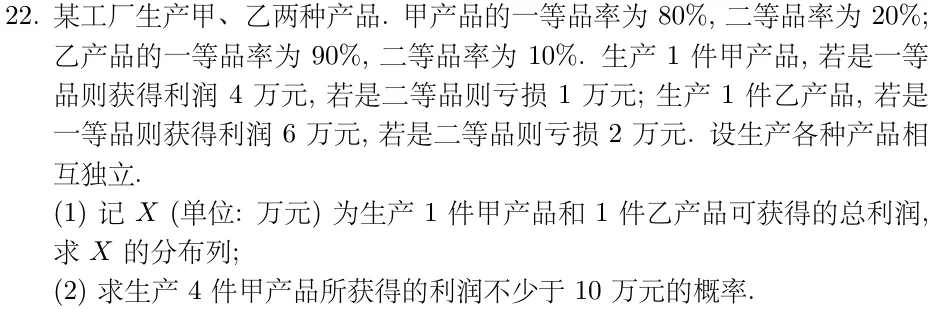 22. 某工厂生产甲、乙两种产品. 甲产品的一等品率为 80%, 二等品率为 20%;
乙产品的一等品率为 90%, 二等品率为 10%. 生产 1 件甲产品, 若是一等
品则获得利润 4 万元, 若是二等品则亏损 1 万元; 生产 1 件乙产品, 若是
一等品则获得利润 6 万元, 若是二等品则亏损 2 万元. 设生产各种产品相
互独立.
(1) 记 X (单位: 万元) 为生产 1 件甲产品和 1 件乙产品可获得的总利润,
求 X 的分布列;
(2) 求生产 4 件甲产品所获得的利润不少于 10 万元的概率.